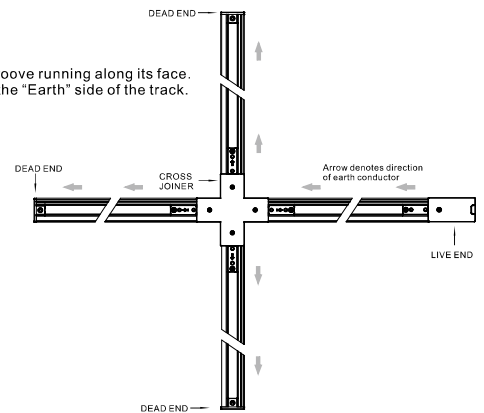 DEAD END
oove running along its face.
the “Earth” side of the track.
DEAD END
CROSS
JOINER
Arrow denotes direction
of earth conductor
LIVE END
DEAD END